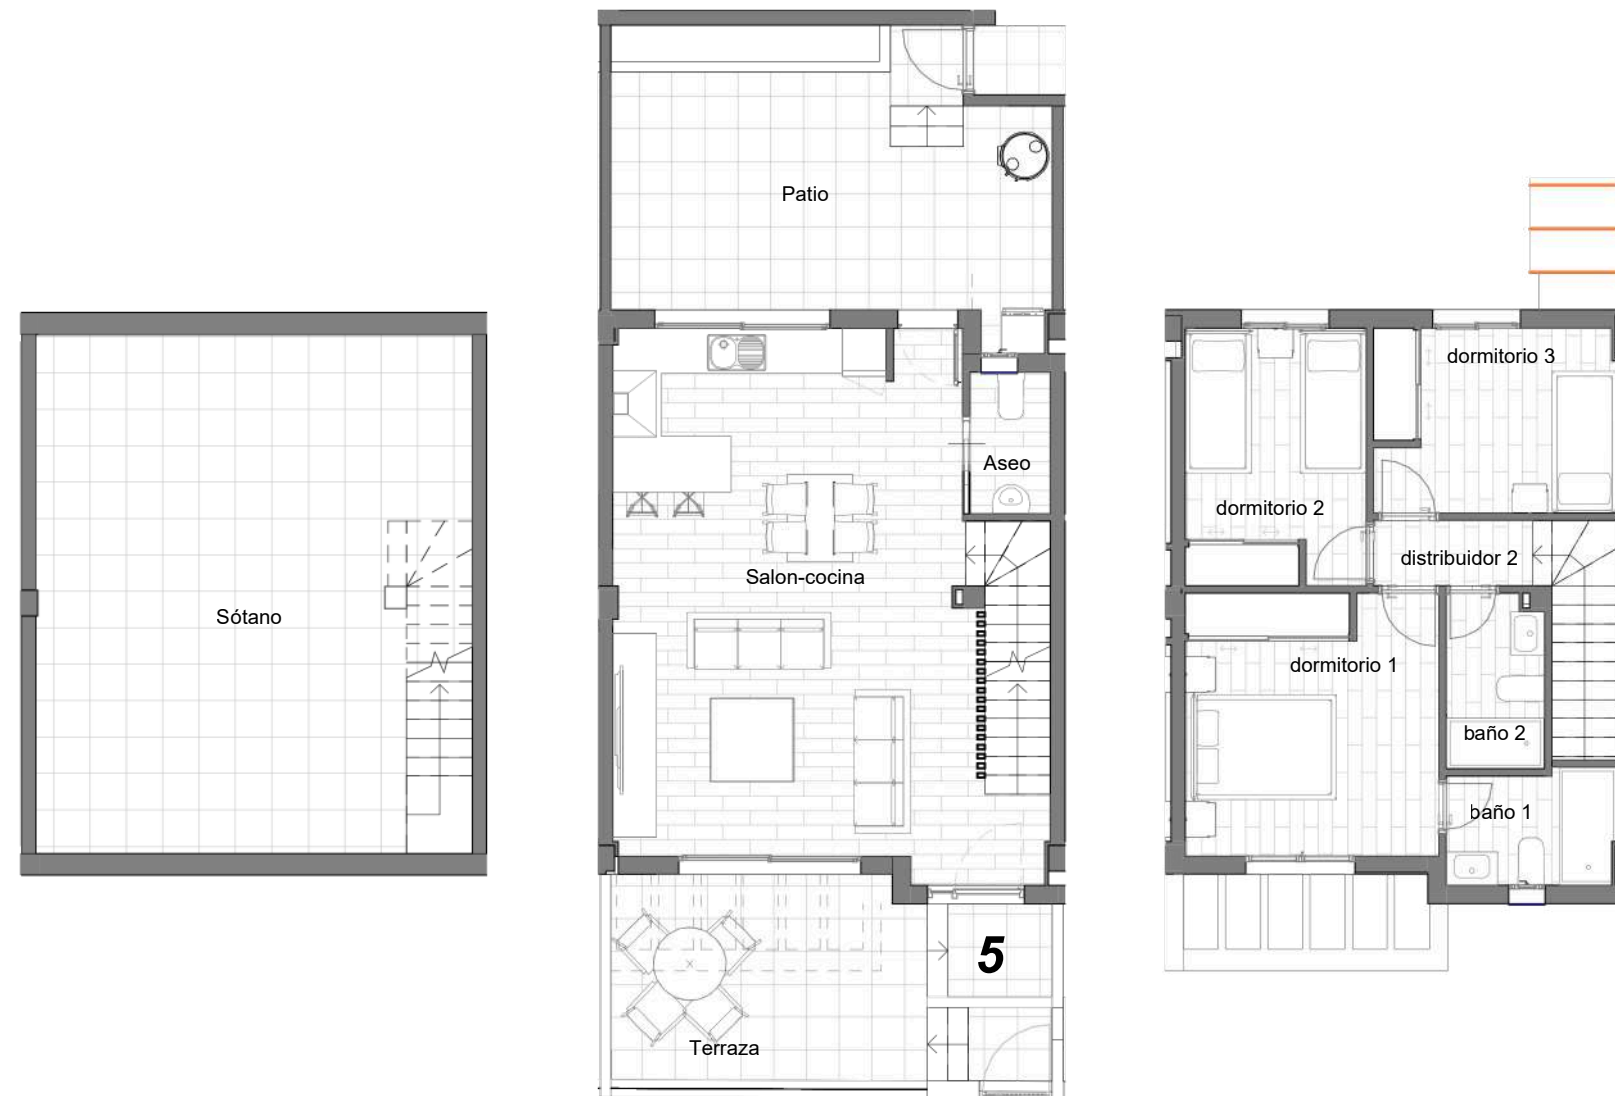 Sótano
Patio
Aseo
Salon-cocina
5
Terraza
dormitorio 3
dormitorio 2
distribuidor 2
dormitorio 1
baño 2
baño 1